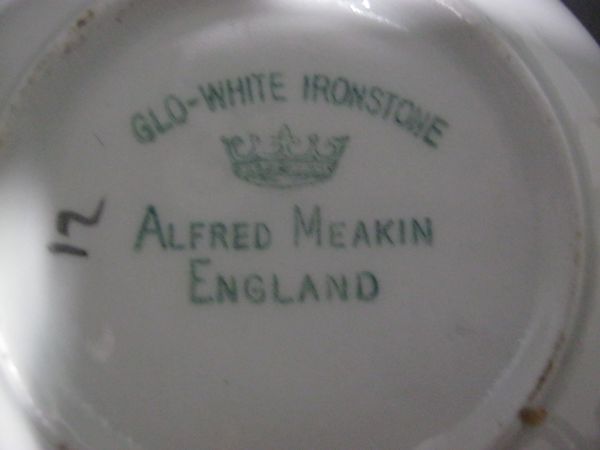 GLO-WHITE IRONSTONE
ALFRED MEAKIN
ENGLAND
12